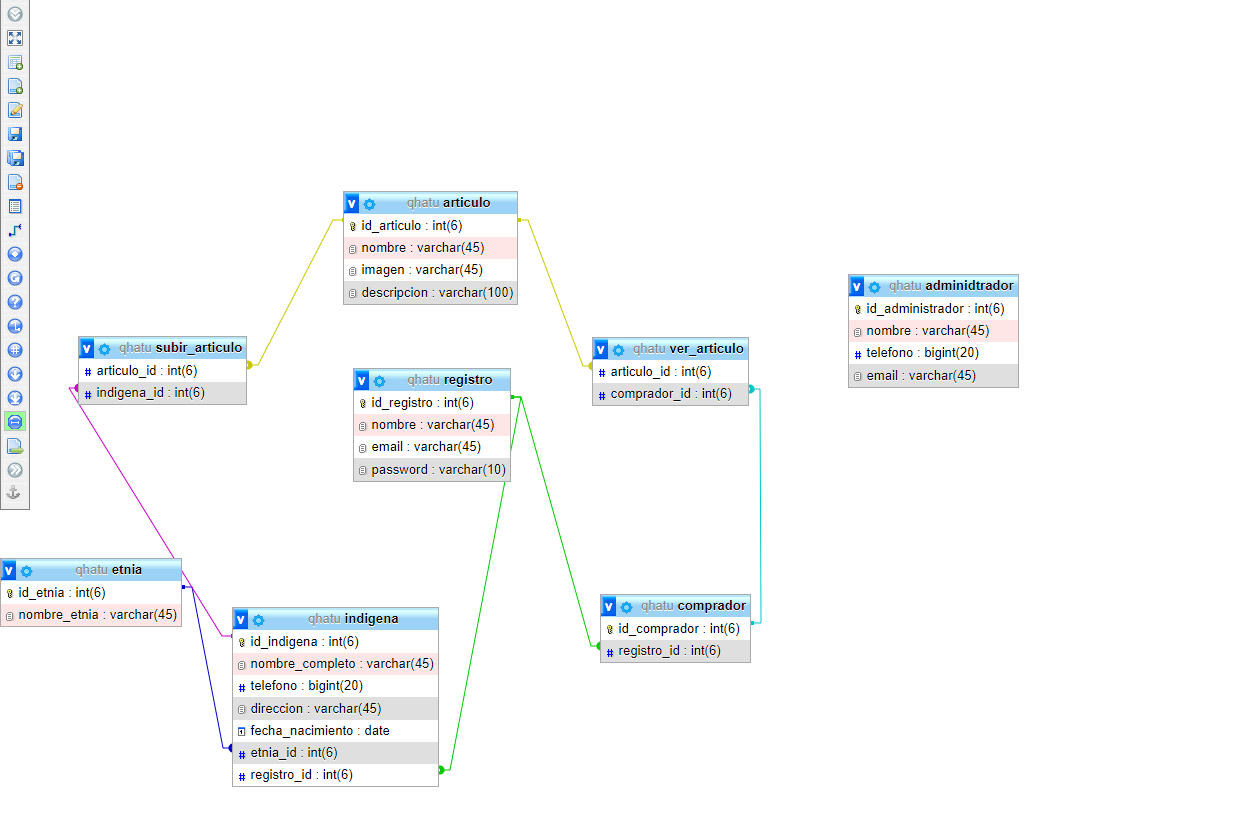 v qhatu articulo
id_articulo : int(6)
nombre : varchar(45)
imagen : varchar(45)
descripcion : varchar(100)
v qhatu adminidtrador
id_administrador : int(6)
nombre : varchar(45)
telefono : bigint(20)
email : varchar(45)
v qhatu subir_articulo
# articulo_id : int(6)
# indigena_id : int(6)
v qhatu ver_articulo
# articulo_id : int(6)
# comprador_id : int(6)
v qhatu registro
id_registro : int(6)
nombre : varchar(45)
email : varchar(45)
password : varchar(10)
v qhatu etnia
id_etnia : int(6)
nombre_etnia : varchar(45)
v qhatu indigena
id_indigena : int(6)
nombre_completo : varchar(45)
# telefono : bigint(20)
direccion : varchar(45)
fecha_nacimiento : date
# etnia_id : int(6)
# registro_id : int(6)
v qhatu comprador
id_comprador : int(6)
# registro_id : int(6)